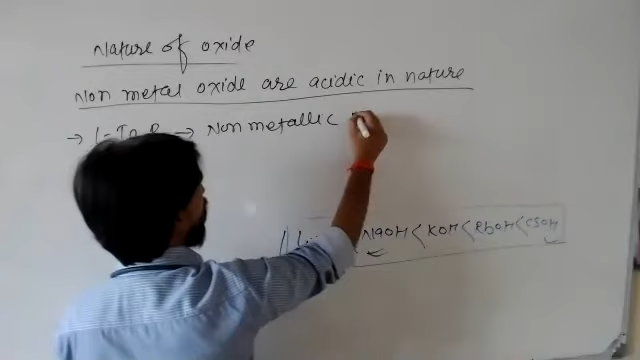 Nature of oxide
Non metal oxide are acidic in nature
→ L → R → Non metallic
NaOH < KOH < RbOH < CsOH